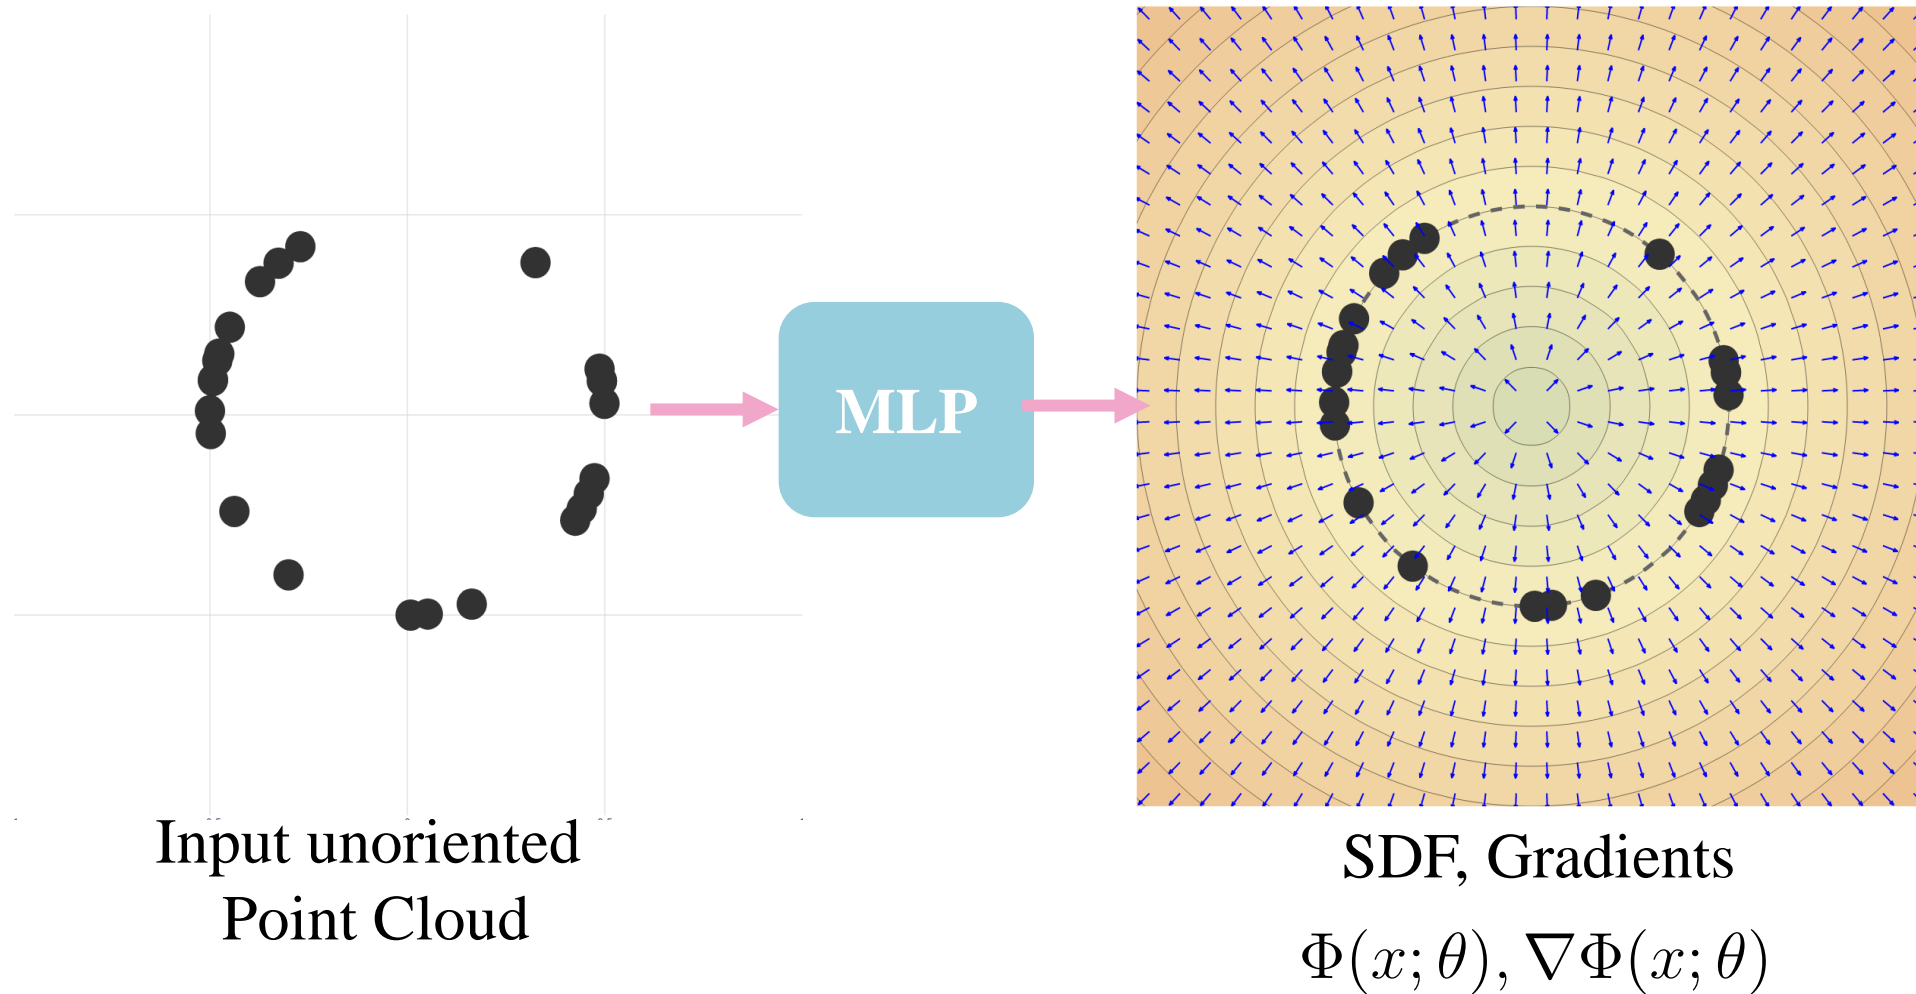 MLP
Input unoriented
Point Cloud
SDF, Gradients
Φ(x; θ), ∇Φ(x; θ)